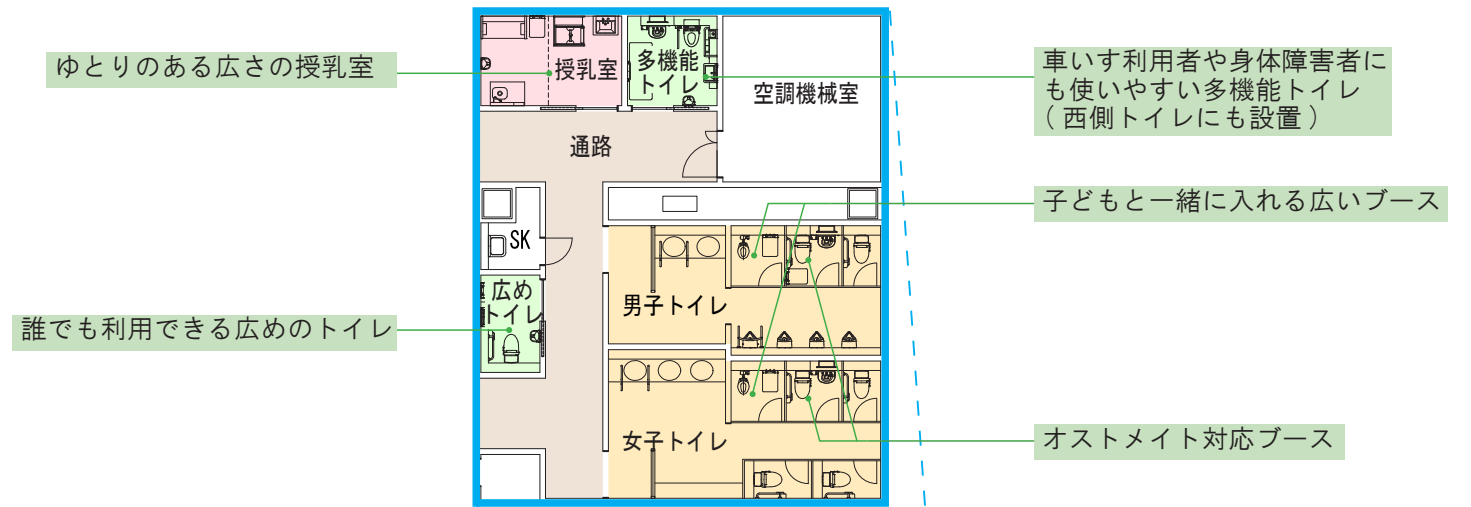 ゆとりのある広さの授乳室
授乳室
多機能
トイレ
空調機械室
車いす利用者や身体障害者に
も使いやすい多機能トイレ
( 西側トイレにも設置 )
通路
子どもと一緒に入れる広いブース
SK
広め
トイレ
男子トイレ
誰でも利用できる広めのトイレ
女子トイレ
オストメイト対応ブース